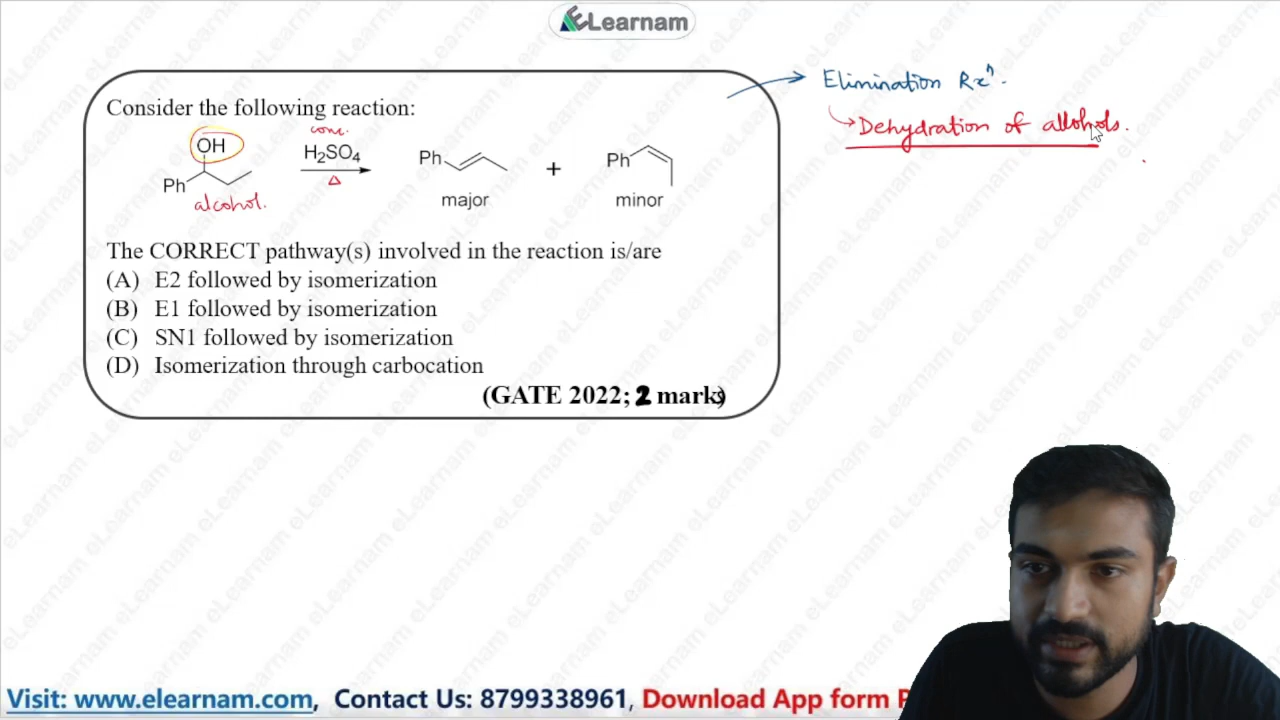 eLearnam
Consider the following reaction:
OH
Ph
alcohol.
conc.
H2SO4
Δ
Ph
major
+
Ph
minor
The CORRECT pathway(s) involved in the reaction is/are
(A) E2 followed by isomerization
(B) E1 followed by isomerization
(C) SN1 followed by isomerization
(D) Isomerization through carbocation
(GATE 2022; 2 marks)
Elimination Rxn.
Dehydration of alcohols.
Visit: www.elearnam.com, Contact Us: 8799338961, Download App form P